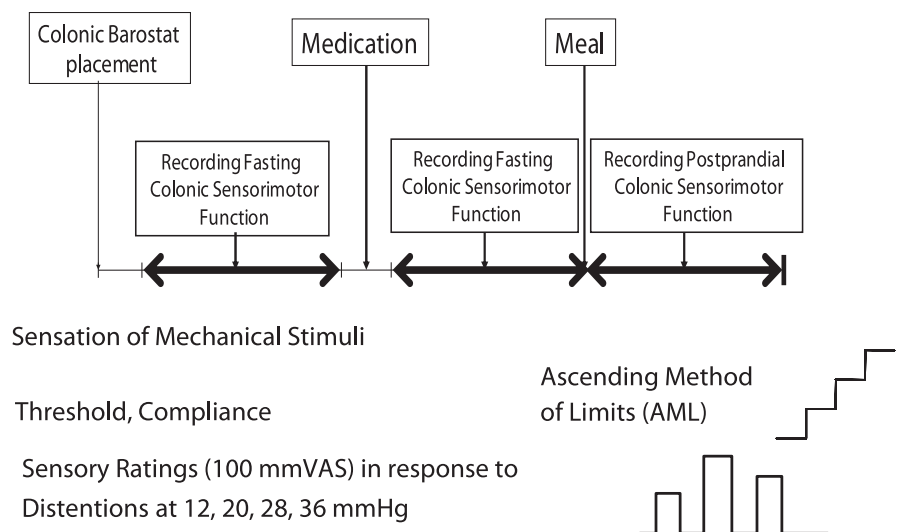 Colonic Barostat
placement
Medication
Meal
Recording Fasting
Colonic Sensorimotor
Function
Recording Fasting
Colonic Sensorimotor
Function
Recording Postprandial
Colonic Sensorimotor
Function
Sensation of Mechanical Stimuli
Ascending Method
of Limits (AML)
Threshold, Compliance
Sensory Ratings (100 mmVAS) in response to
Distentions at 12, 20, 28, 36 mmHg